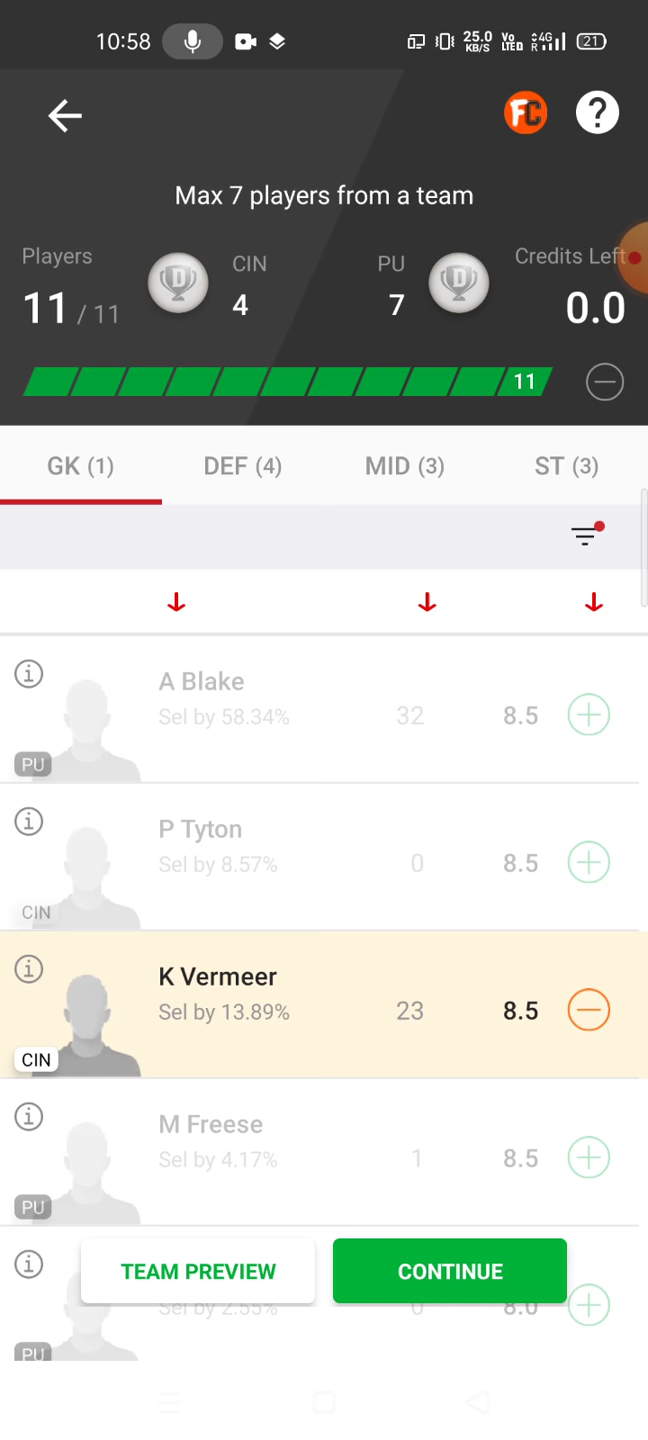 10:58
25.0 KB/S
Vo LTED
4G R
21
FC
?
Max 7 players from a team
Players
11 / 11
D
CIN
4
PU
7
D
Credits Left
0.0
11
GK (1)
DEF (4)
MID (3)
ST (3)
i
A Blake
Sel by 58.34%
32
8.5
PU
i
P Tyton
Sel by 8.57%
0
8.5
CIN
i
K Vermeer
Sel by 13.89%
23
8.5
CIN
i
M Freese
Sel by 4.17%
1
8.5
PU
i
TEAM PREVIEW
CONTINUE
Sel by 2.55%
0
8.0
PU